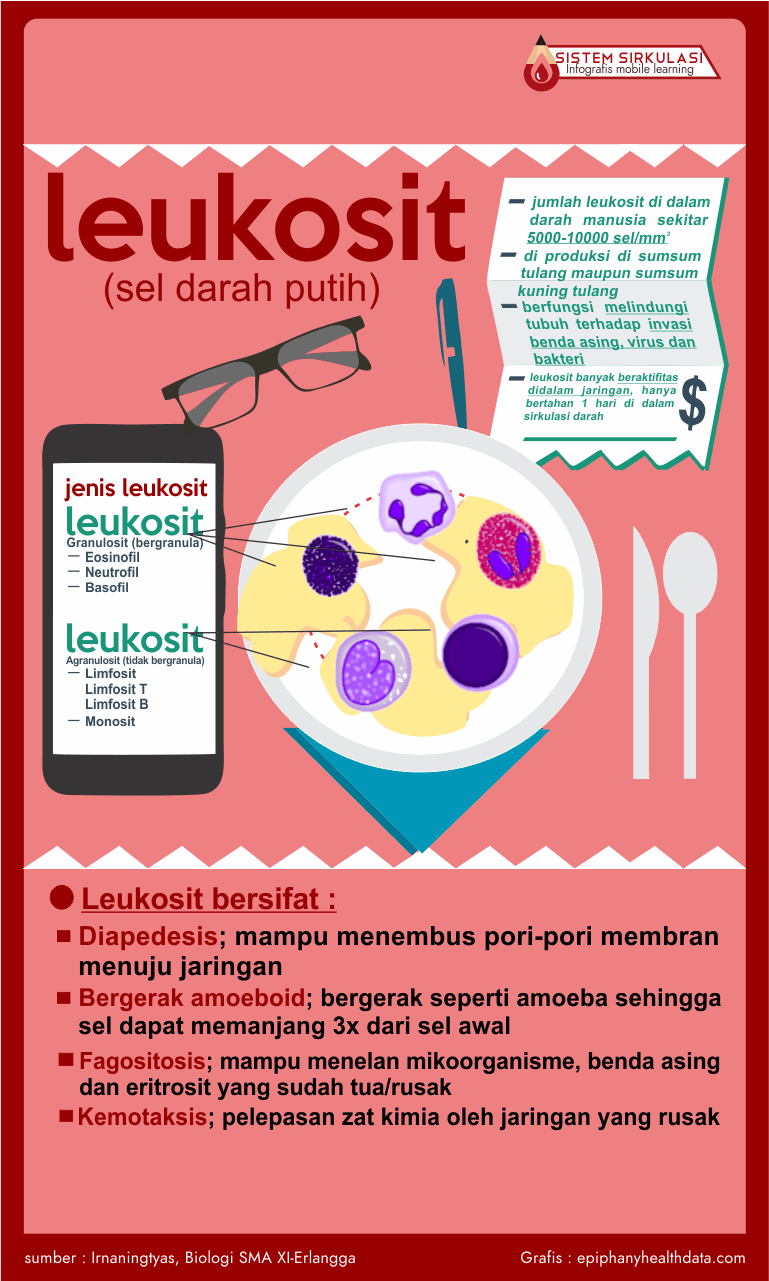 SISTEM SIRKULASI
Infografis mobile learning
leukosit
(sel darah putih)
– jumlah leukosit di dalam
darah manusia sekitar
5000-10000 sel/mm³
– di produksi di sumsum
tulang maupun sumsum
kuning tulang
– berfungsi melindungi
tubuh terhadap invasi
benda asing, virus dan
bakteri
– leukosit banyak beraktifitas
didalam jaringan, hanya
bertahan 1 hari di dalam
sirkulasi darah
$
jenis leukosit
leukosit
Granulosit (bergranula)
– Eosinofil
– Neutrofil
– Basofil
leukosit
Agranulosit (tidak bergranula)
– Limfosit
Limfosit T
Limfosit B
– Monosit
Leukosit bersifat :
Diapedesis; mampu menembus pori-pori membran
menuju jaringan
Bergerak amoeboid; bergerak seperti amoeba sehingga
sel dapat memanjang 3x dari sel awal
Fagositosis; mampu menelan mikoorganisme, benda asing
dan eritrosit yang sudah tua/rusak
Kemotaksis; pelepasan zat kimia oleh jaringan yang rusak
sumber : Irnaningtyas, Biologi SMA XI-Erlangga
Grafis : epiphanyhealthdata.com